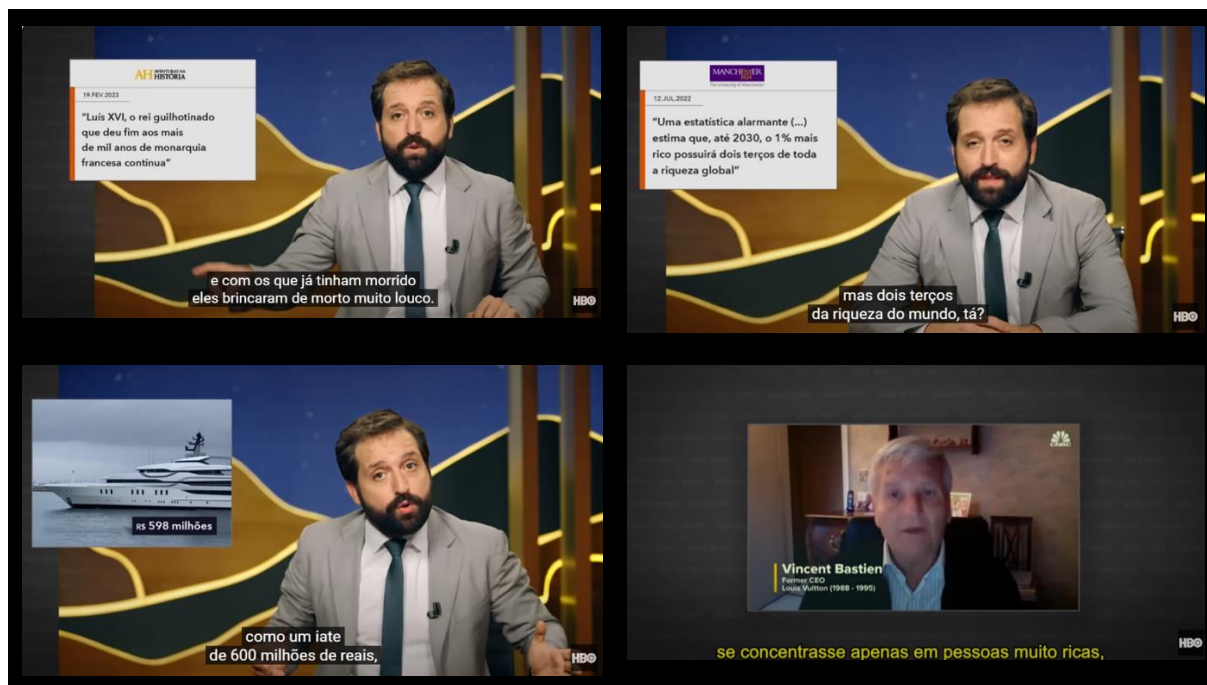 AH AVENTURAS NA
HISTÓRIA
19.FEV.2023
"Luís XVI, o rei guilhotinado
que deu fim aos mais
de mil anos de monarquia
francesa contínua"
e com os que já tinham morrido
eles brincaram de morto muito louco.
HBO
MANCHESTER
1824
The University of Manchester
12.JUL.2022
"Uma estatística alarmante (...)
estima que, até 2030, o 1% mais
rico possuirá dois terços de toda
a riqueza global"
mas dois terços
da riqueza do mundo, tá?
HBO
R$ 598 milhões
como um iate
de 600 milhões de reais,
HBO
CNBC
Vincent Bastien
Former CEO
Louis Vuitton (1988 - 1995)
se concentrasse apenas em pessoas muito ricas,
HBO